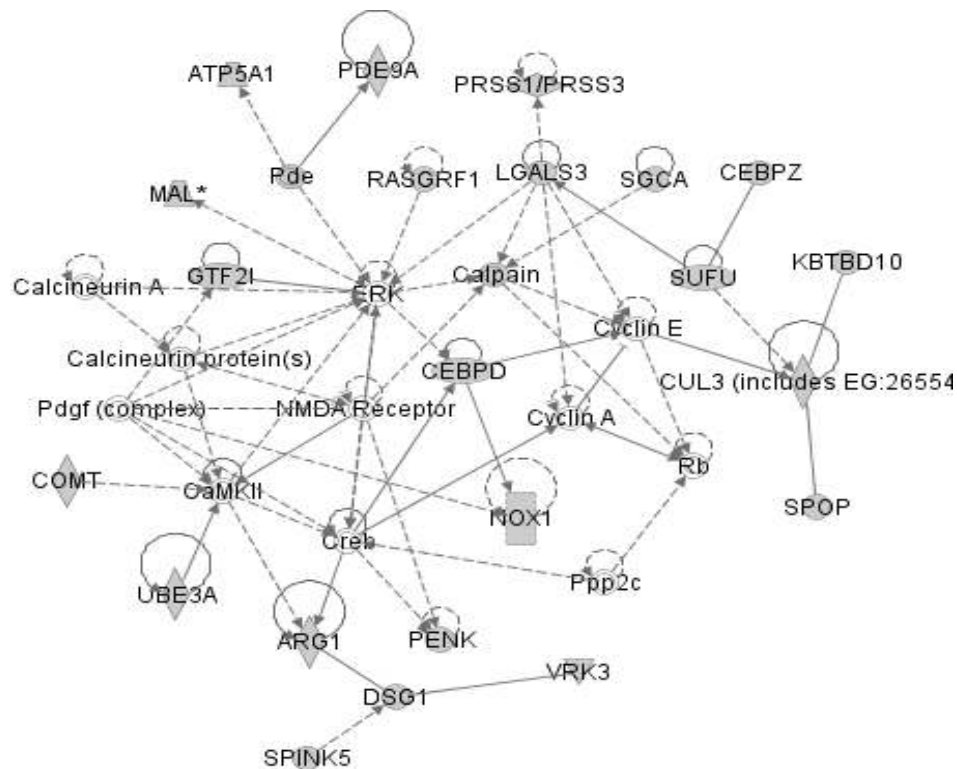 ATP5A1
PDE9A
PRSS1/PRSS3
Pde
RASGRF1
LGALS3
SGCA
CEBPZ
MAL*
Calcineurin A
GTF2I
ERK
Calpain
SUFU
KBTBD10
Cyclin E
Calcineurin protein(s)
CEBPD
CUL3 (includes EG:26554
Pdgf (complex)
NMDA Receptor
Cyclin A
Rb
COMT
CaMKII
NOX1
SPOP
Creb
UBE3A
Ppp2c
ARG1
PENK
VRK3
DSG1
SPINK5